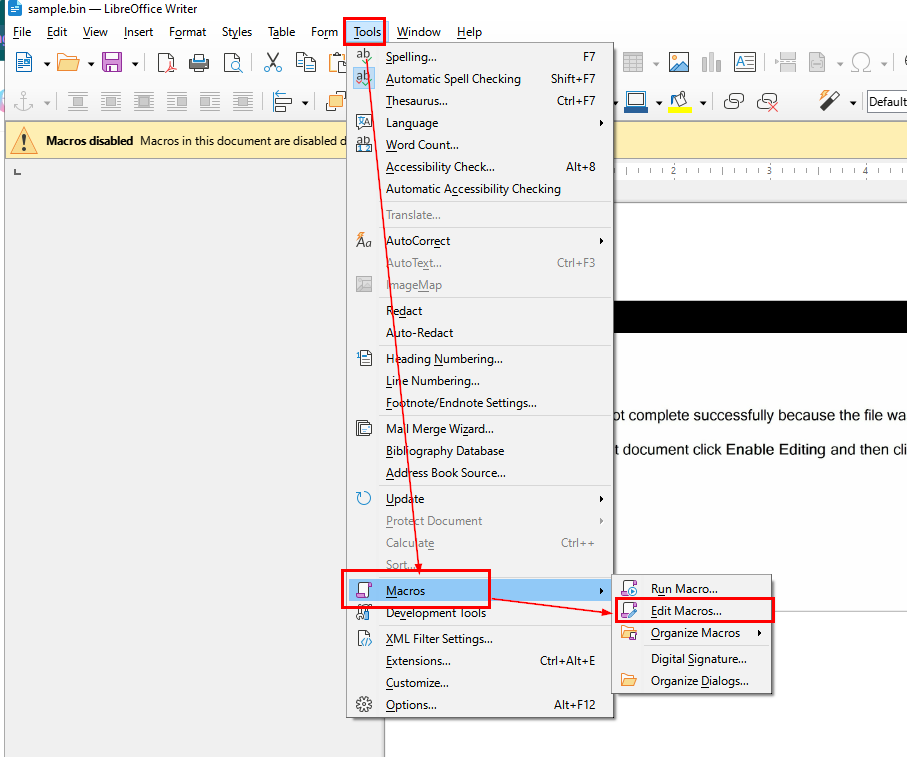 sample.bin — LibreOffice Writer
File Edit View Insert Format Styles Table Form Tools Window Help
Default
Macros disabled Macros in this document are disabled d
Spelling... F7
Automatic Spell Checking Shift+F7
Thesaurus... Ctrl+F7
Language
Word Count...
Accessibility Check... Alt+8
Automatic Accessibility Checking
Translate...
AutoCorrect
AutoText... Ctrl+F3
ImageMap
Redact
Auto-Redact
Heading Numbering...
Line Numbering...
Footnote/Endnote Settings...
Mail Merge Wizard...
Bibliography Database
Address Book Source...
Update
Protect Document
Calculate Ctrl++
Sort...
Macros
Development Tools
XML Filter Settings...
Extensions... Ctrl+Alt+E
Customize...
Options... Alt+F12
Run Macro...
Edit Macros...
Organize Macros
Digital Signature...
Organize Dialogs...
2 3 4
ot complete successfully because the file wa
t document click Enable Editing and then cli